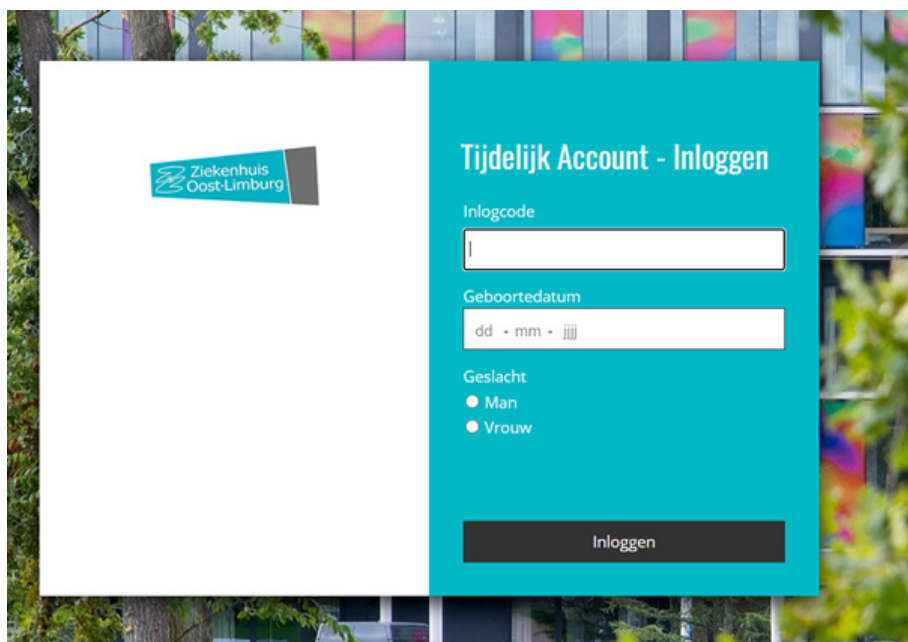 Ziekenhuis
Oost-Limburg
Tijdelijk Account - Inloggen
Inlogcode
Geboortedatum
dd - mm - jjjj
Geslacht
Man
Vrouw
Inloggen